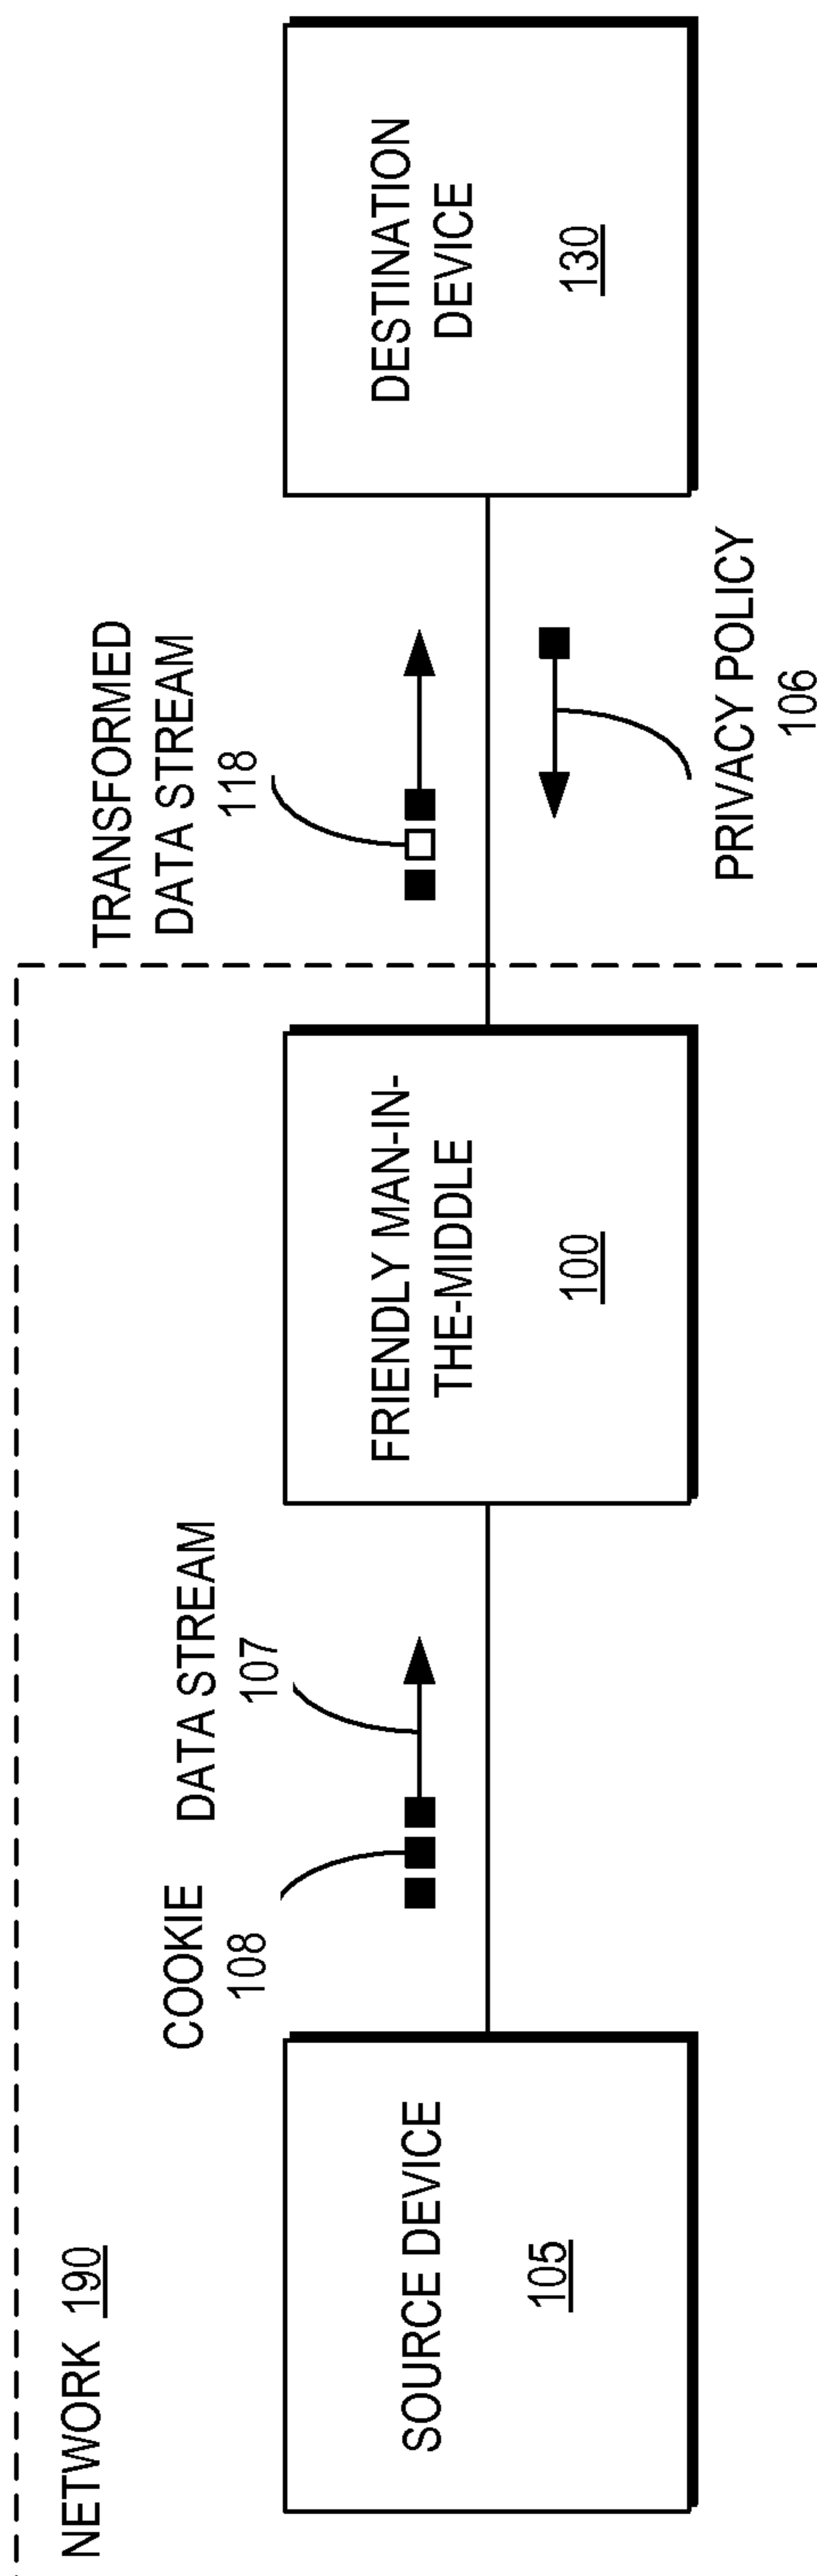 NETWORK 190
SOURCE DEVICE
105
COOKIE
108
DATA STREAM
107
FRIENDLY MAN-IN-
THE-MIDDLE
100
TRANSFORMED
DATA STREAM
118
PRIVACY POLICY
106
DESTINATION
DEVICE
130